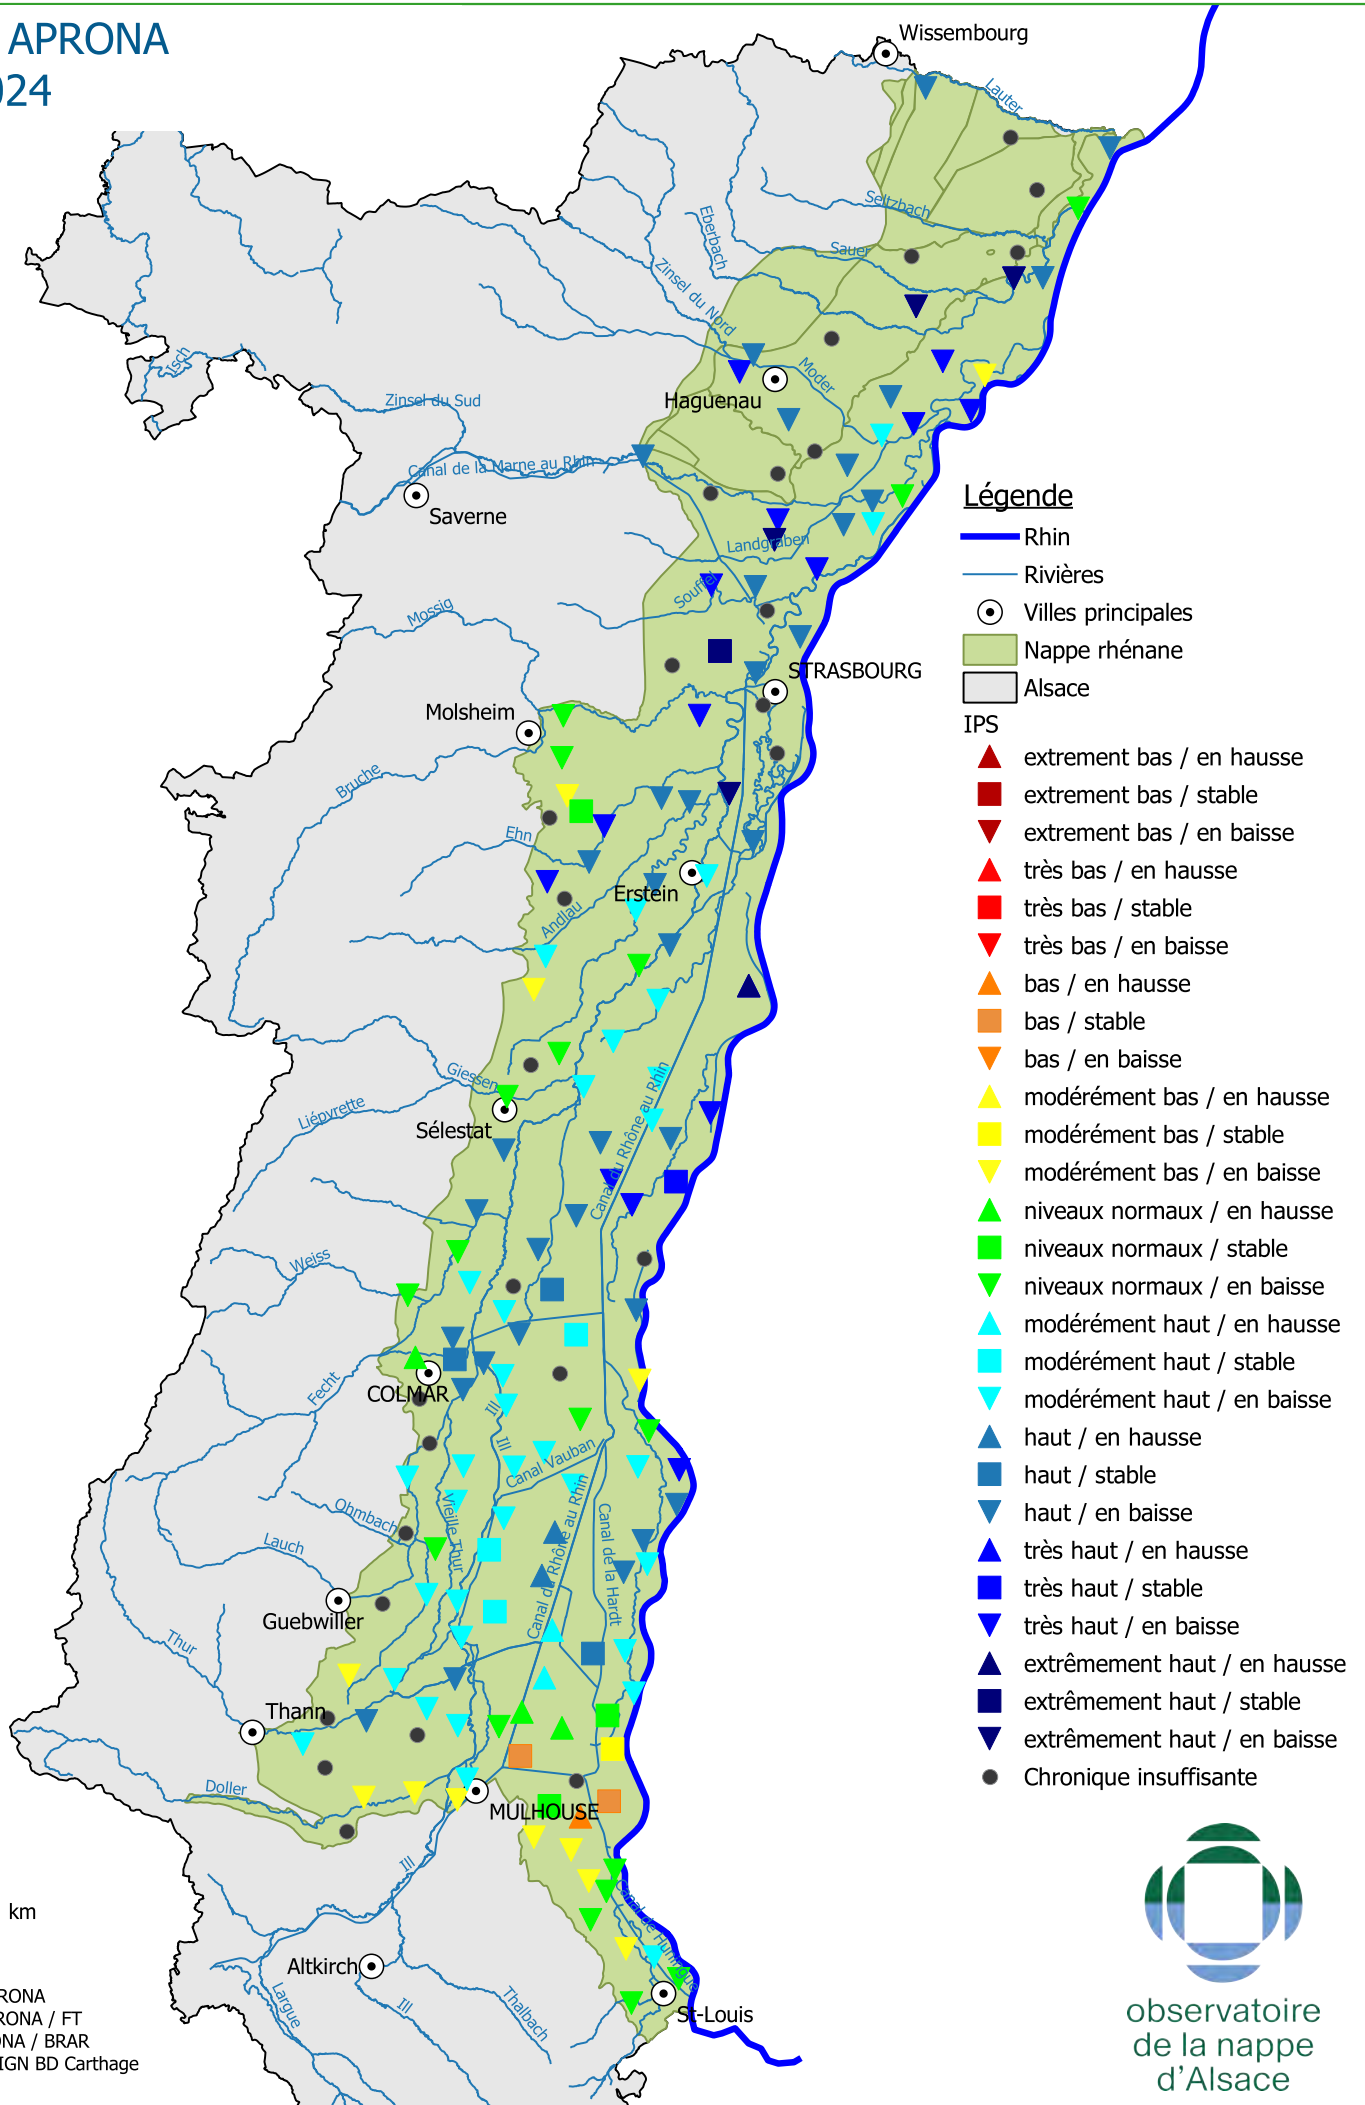 APRONA
024
Wissembourg
Lauter
Seltzbach
Eberbach
Sauer
Zinsel du Nord
Isch
Moder
Haguenau
Zinsel du Sud
Canal de la Marne au Rhin
Saverne
Landgraben
Souffel
Mossig
STRASBOURG
Molsheim
Bruche
Ehn
Erstein
Andlau
Giessen
Liépvrette
Sélestat
Canal du Rhône au Rhin
Weiss
Fecht
COLMAR
Ill
Ill
Canal Vauban
Ohmbach
Vieille Thur
Lauch
Canal du Rhône au Rhin
Canal de la Hardt
Guebwiller
Thur
Thann
Doller
MULHOUSE
Ill
Canal de Huningue
Altkirch
Largue
Ill
Thalbach
St-Louis
km
RONA
RONA / FT
ONA / BRAR
IGN BD Carthage
Légende
Rhin
Rivières
Villes principales
Nappe rhénane
Alsace
IPS
extrement bas / en hausse
extrement bas / stable
extrement bas / en baisse
très bas / en hausse
très bas / stable
très bas / en baisse
bas / en hausse
bas / stable
bas / en baisse
modérément bas / en hausse
modérément bas / stable
modérément bas / en baisse
niveaux normaux / en hausse
niveaux normaux / stable
niveaux normaux / en baisse
modérément haut / en hausse
modérément haut / stable
modérément haut / en baisse
haut / en hausse
haut / stable
haut / en baisse
très haut / en hausse
très haut / stable
très haut / en baisse
extrêmement haut / en hausse
extrêmement haut / stable
extrêmement haut / en baisse
Chronique insuffisante
observatoire
de la nappe
d'Alsace